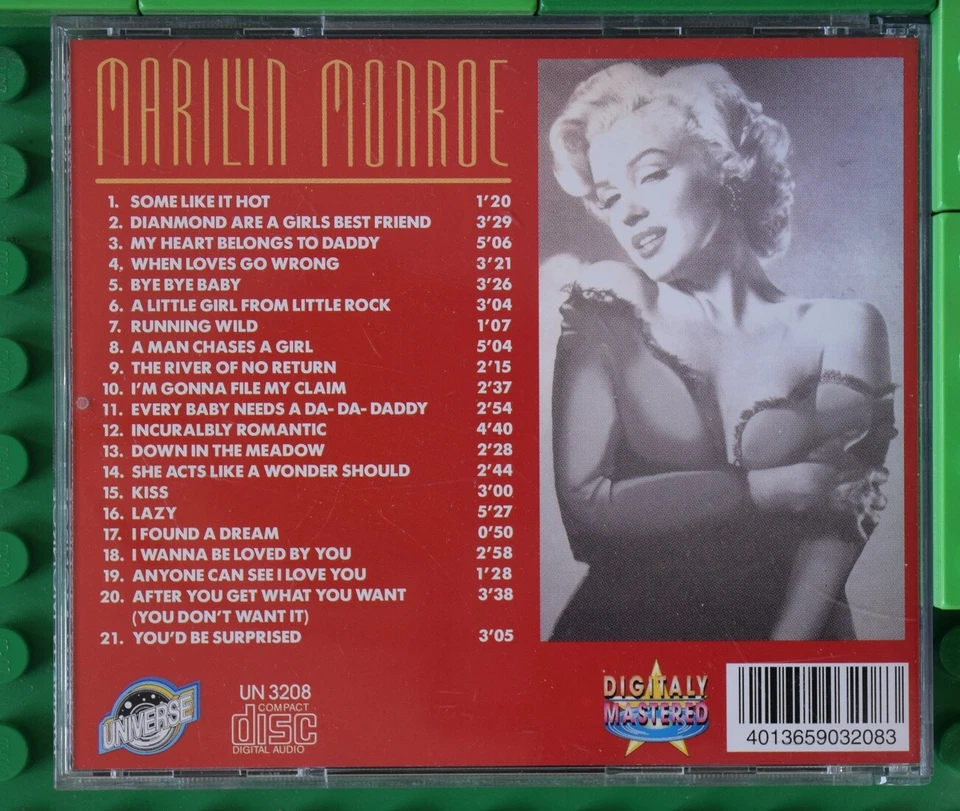 MARILYN MONROE
1. SOME LIKE IT HOT 1'20
2. DIANMOND ARE A GIRLS BEST FRIEND 3'29
3. MY HEART BELONGS TO DADDY 5'06
4. WHEN LOVES GO WRONG 3'21
5. BYE BYE BABY 3'26
6. A LITTLE GIRL FROM LITTLE ROCK 3'04
7. RUNNING WILD 1'07
8. A MAN CHASES A GIRL 5'04
9. THE RIVER OF NO RETURN 2'15
10. I'M GONNA FILE MY CLAIM 2'37
11. EVERY BABY NEEDS A DA- DA- DADDY 2'54
12. INCURALBLY ROMANTIC 4'40
13. DOWN IN THE MEADOW 2'28
14. SHE ACTS LIKE A WONDER SHOULD 2'44
15. KISS 3'00
16. LAZY 5'27
17. I FOUND A DREAM 0'50
18. I WANNA BE LOVED BY YOU 2'58
19. ANYONE CAN SEE I LOVE YOU 1'28
20. AFTER YOU GET WHAT YOU WANT 3'38
(YOU DON'T WANT IT)
21. YOU'D BE SURPRISED 3'05
UNIVERSE
UN 3208
COMPACT
disc
DIGITAL AUDIO
DIGITALY
MASTERED
4013659032083